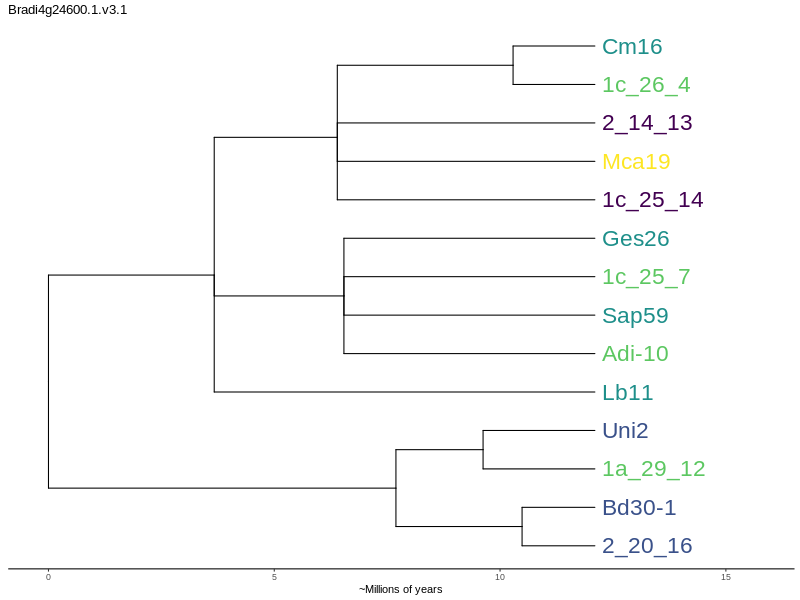 Bradi4g24600.1.v3.1
Cm16
1c_26_4
2_14_13
Mca19
1c_25_14
Ges26
1c_25_7
Sap59
Adi-10
Lb11
Uni2
1a_29_12
Bd30-1
2_20_16
0 5 10 15
~Millions of years